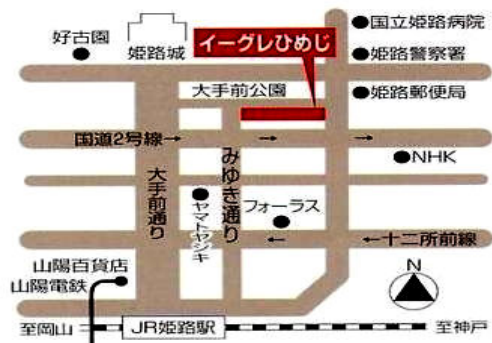 国立姫路病院
好古園
姫路城
イーグレひめじ
姫路警察署
大手前公園
姫路郵便局
国道2号線→
→
→
NHK
みゆき通り
大手前通り
ヤマトヤシキ
フォーラス
←
←十二所前線
山陽百貨店
山陽電鉄
N
至岡山
JR姫路駅
至神戸